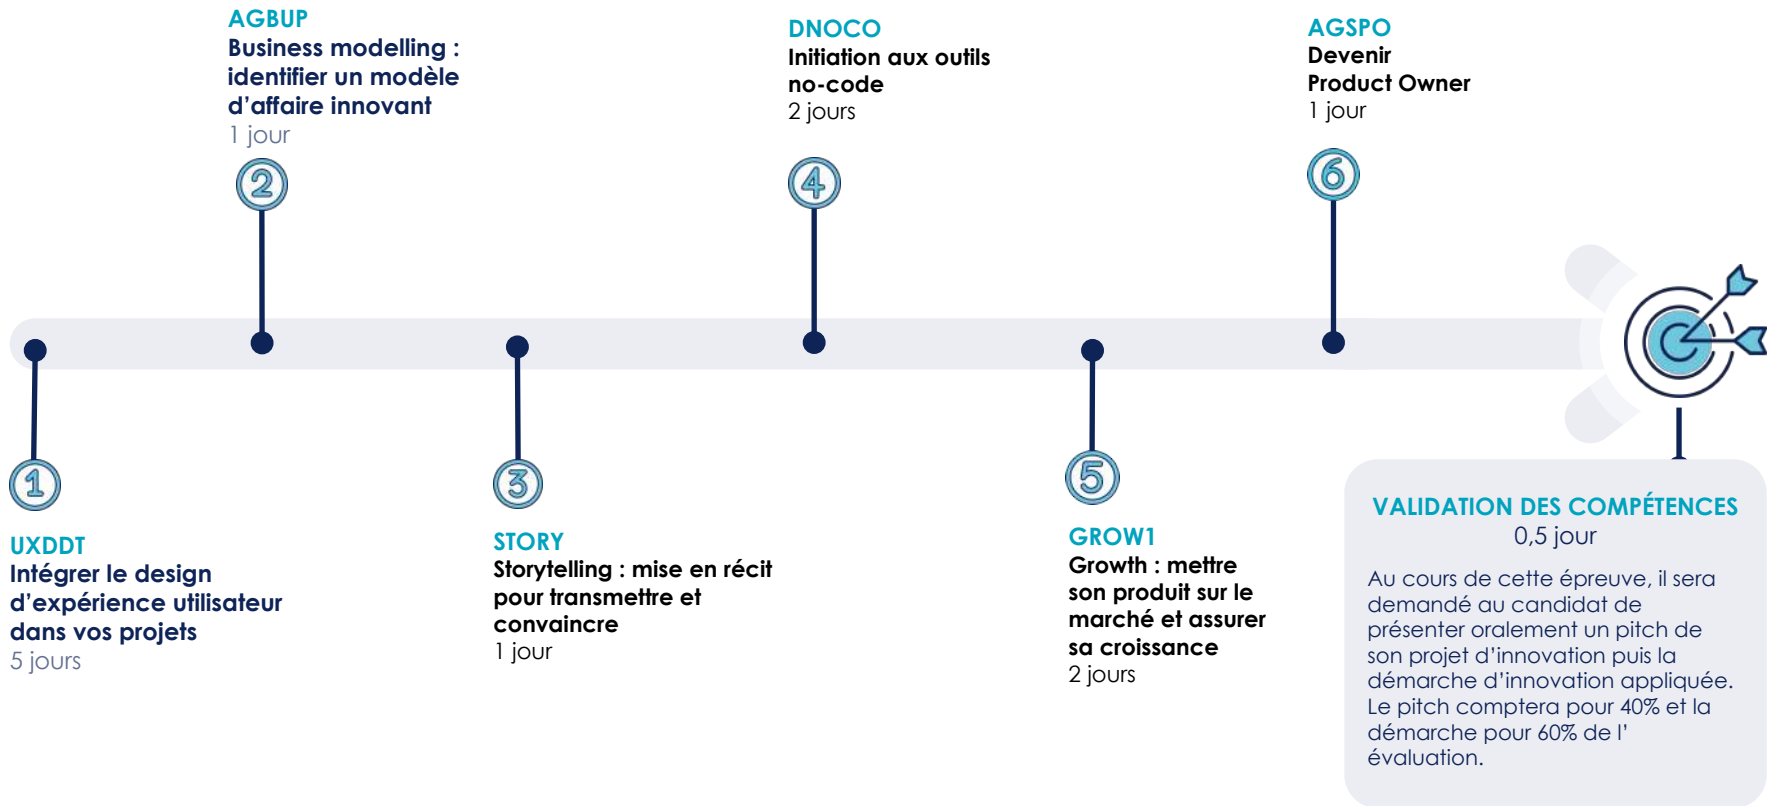 AGBUP
Business modelling :
identifier un modèle
d’affaire innovant
1 jour
2
DNOCO
Initiation aux outils
no-code
2 jours
4
AGSPO
Devenir
Product Owner
1 jour
6
1
UXDDT
Intégrer le design
d’expérience utilisateur
dans vos projets
5 jours
3
STORY
Storytelling : mise en récit
pour transmettre et
convaincre
1 jour
5
GROW1
Growth : mettre
son produit sur le
marché et assurer
sa croissance
2 jours
VALIDATION DES COMPÉTENCES
0,5 jour
Au cours de cette épreuve, il sera
demandé au candidat de
présenter oralement un pitch de
son projet d’innovation puis la
démarche d’innovation appliquée.
Le pitch comptera pour 40% et la
démarche pour 60% de l’
évaluation.